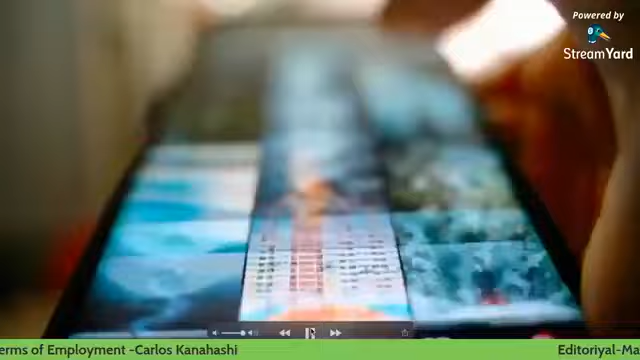 Powered by
StreamYard
erms of Employment -Carlos Kanahashi
Editoriyal-Ma